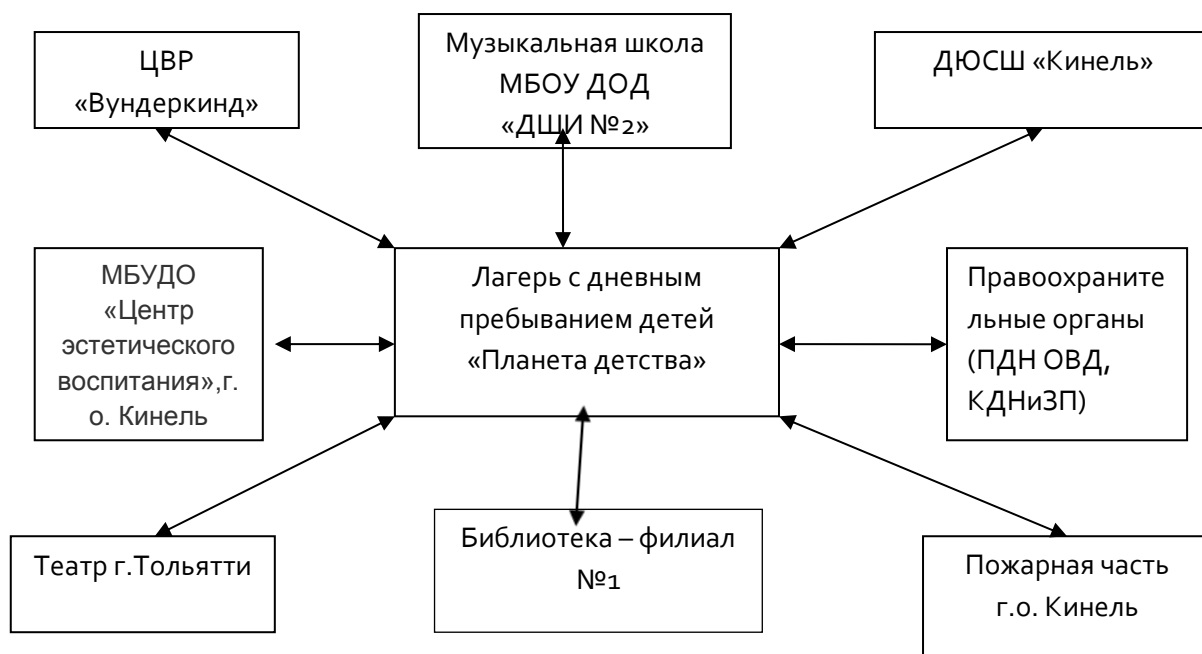 ЦВР
«Вундеркинд»
Музыкальная школа
МБОУ ДОД
«ДШИ №2»
ДЮСШ «Кинель»
МБУДО
«Центр
эстетического
воспитания»,г.
о. Кинель
Лагерь с дневным
пребыванием детей
«Планета детства»
Правоохраните
льные органы
(ПДН ОВД,
КДНиЗП)
Театр г.Тольятти
Библиотека – филиал
№1
Пожарная часть
г.о. Кинель